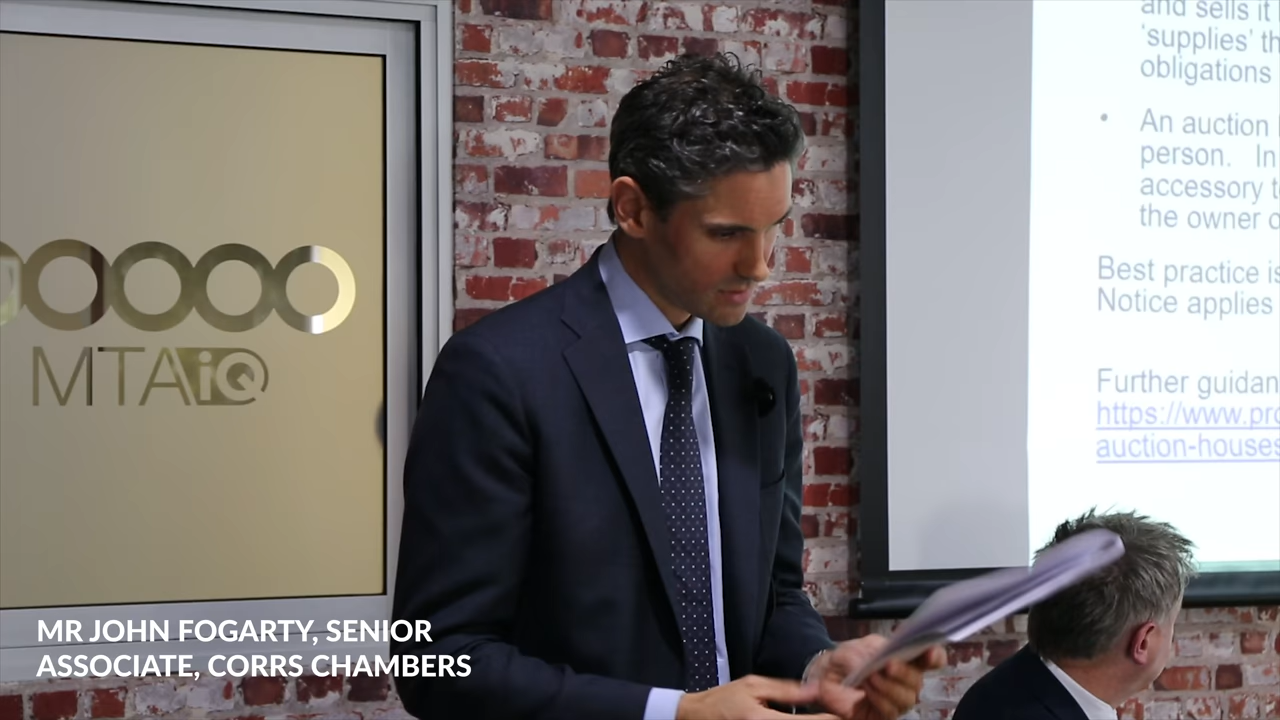 MTAiQ
and sells it
‘supplies’ th
obligations
• An auction
person. In
accessory t
the owner o
Best practice is
Notice applies
Further guidan
https://www.pro
auction-houses
MR JOHN FOGARTY, SENIOR
ASSOCIATE, CORRS CHAMBERS